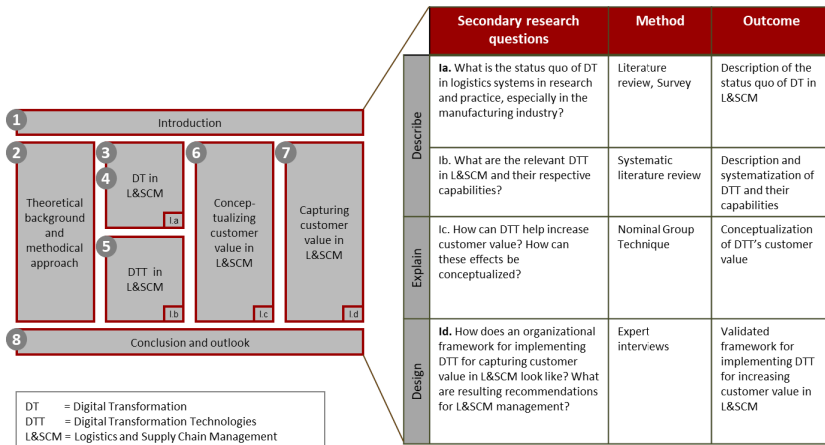 1
Introduction
2
Theoretical
background
and
methodical
approach
3
4
DT in
L&SCM
I.a
5
DTT in
L&SCM
I.b
6
Concep-
tualizing
customer
value in
L&SCM
I.c
7
Capturing
customer
value in
L&SCM
I.d
8
Conclusion and outlook
DT = Digital Transformation
DTT = Digital Transformation Technologies
L&SCM = Logistics and Supply Chain Management
Secondary research
questions
Method
Outcome
Describe
Ia. What is the status quo of DT
in logistics systems in research
and practice, especially in the
manufacturing industry?
Literature
review, Survey
Description of the
status quo of DT in
L&SCM
Ib. What are the relevant DTT
in L&SCM and their respective
capabilities?
Systematic
literature review
Description and
systematization of
DTT and their
capabilities
Explain
Ic. How can DTT help increase
customer value? How can
these effects be
conceptualized?
Nominal Group
Technique
Conceptualization
of DTT's customer
value
Design
Id. How does an organizational
framework for implementing
DTT for capturing customer
value in L&SCM look like? What
are resulting recommendations
for L&SCM management?
Expert
interviews
Validated
framework for
implementing DTT
for increasing
customer value in
L&SCM